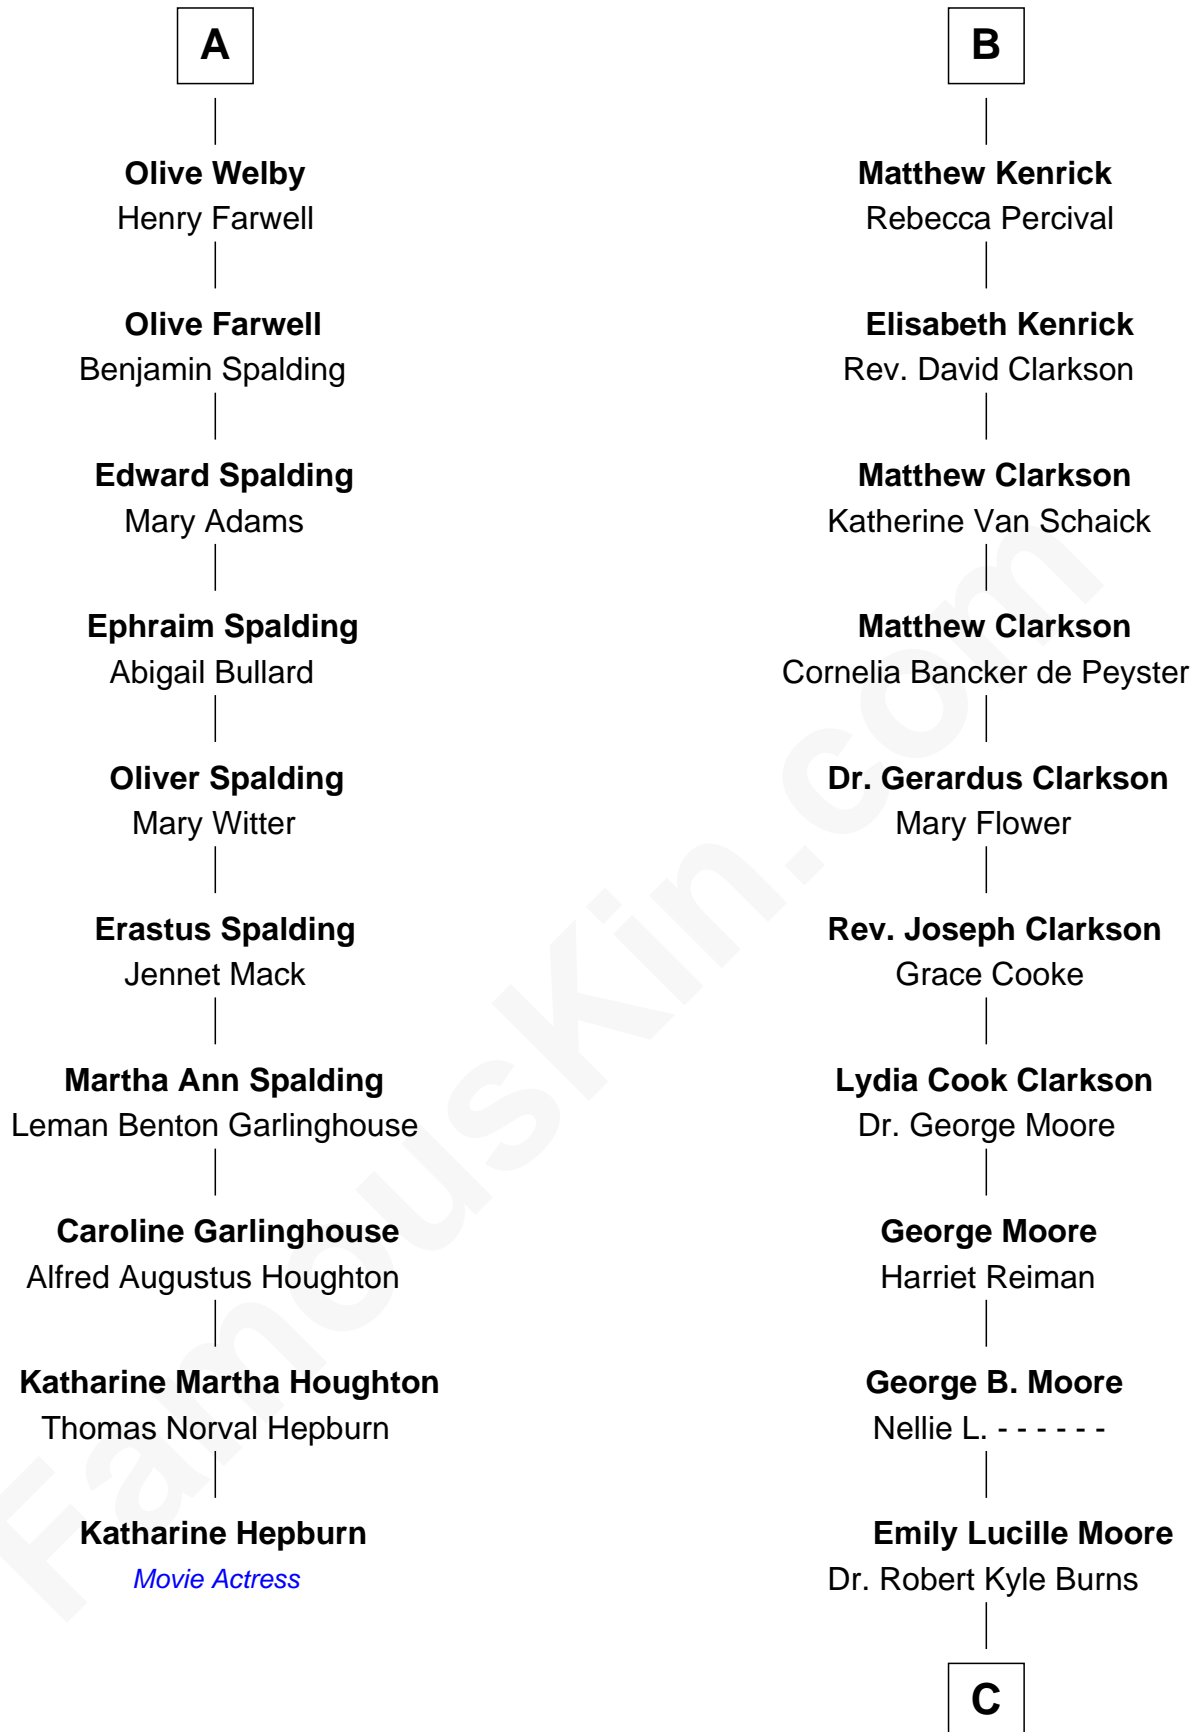 A
Olive Welby
Henry Farwell
Olive Farwell
Benjamin Spalding
Edward Spalding
Mary Adams
Ephraim Spalding
Abigail Bullard
Oliver Spalding
Mary Witter
Erastus Spalding
Jennet Mack
Martha Ann Spalding
Leman Benton Garlinghouse
Caroline Garlinghouse
Alfred Augustus Houghton
Katharine Martha Houghton
Thomas Norval Hepburn
Katharine Hepburn
Movie Actress
B
Matthew Kenrick
Rebecca Percival
Elisabeth Kenrick
Rev. David Clarkson
Matthew Clarkson
Katherine Van Schaick
Matthew Clarkson
Cornelia Bancker de Peyster
Dr. Gerardus Clarkson
Mary Flower
Rev. Joseph Clarkson
Grace Cooke
Lydia Cook Clarkson
Dr. George Moore
George Moore
Harriet Reiman
George B. Moore
Nellie L. - - - - - -
Emily Lucille Moore
Dr. Robert Kyle Burns
C
FamousKin.com